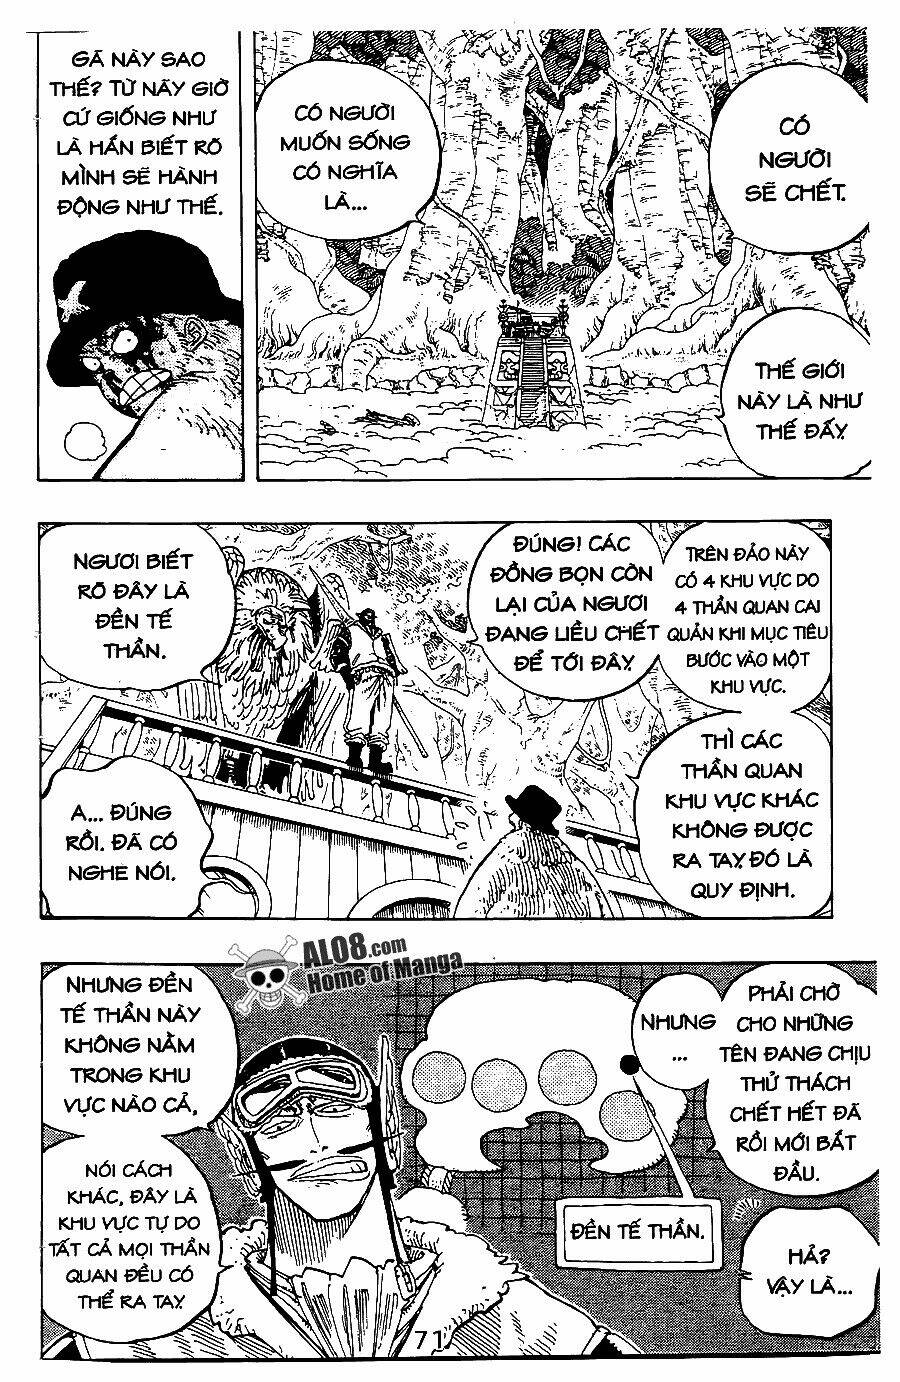 CÓ
NGƯỜI
SẼ CHẾT.
CÓ NGƯỜI
MUỐN SỐNG
CÓ NGHĨA
LÀ...
THẾ GIỚI
NÀY LÀ NHƯ
THẾ ĐẤY.
GÃ NÀY SAO
THẾ? TỪ NÃY GIỜ
CỨ GIỐNG NHƯ
LÀ HẮN BIẾT RÕ
MÌNH SẼ HÀNH
ĐỘNG NHƯ THẾ.
TRÊN ĐẢO NÀY
CÓ 4 KHU VỰC DO
4 THẦN QUAN CAI
QUẢN KHI MỤC TIÊU
BƯỚC VÀO MỘT
KHU VỰC.
THÌ CÁC
THẦN QUAN
KHU VỰC KHÁC
KHÔNG ĐƯỢC
RA TAY. ĐÓ LÀ
QUY ĐỊNH.
ĐÚNG! CÁC
ĐỒNG BỌN CÒN
LẠI CỦA NGƯƠI
ĐANG LIỀU CHẾT
ĐỂ TỚI ĐÂY.
NGƯƠI BIẾT
RÕ ĐÂY LÀ
ĐỀN TẾ
THẦN.
A... ĐÚNG
RỒI. ĐÃ CÓ
NGHE NÓI.
AL08.com
Home of Manga
PHẢI CHỜ
CHO NHỮNG
TÊN ĐANG CHỊU
THỬ THÁCH
CHẾT HẾT ĐÃ
RỒI MỚI BẮT
ĐẦU.
NHƯNG
...
HẢ?
VẬY LÀ...
ĐỀN TẾ THẦN.
NHƯNG ĐỀN
TẾ THẦN NÀY
KHÔNG NẰM
TRONG KHU
VỰC NÀO CẢ,
NÓI CÁCH
KHÁC, ĐÂY LÀ
KHU VỰC TỰ DO
TẤT CẢ MỌI THẦN
QUAN ĐỀU CÓ
THỂ RA TAY.
71